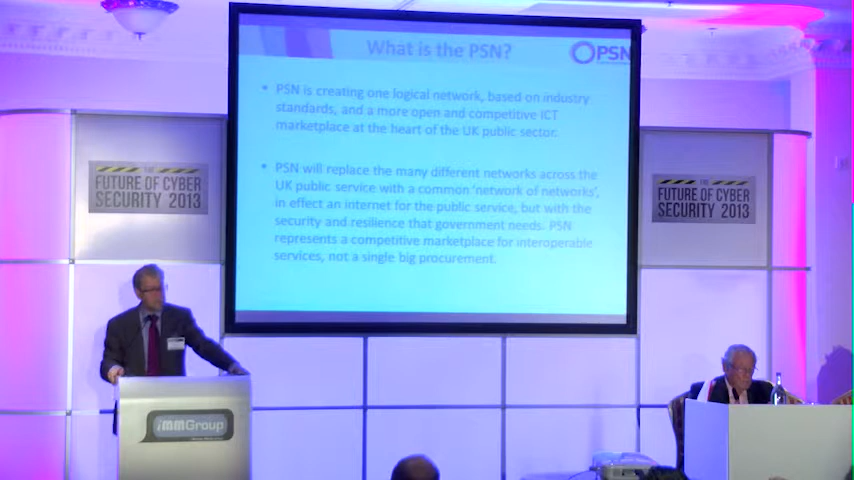 What is the PSN?
PSN
• PSN is creating one logical network, based on industry
standards, and a more open and competitive ICT
marketplace at the heart of the UK public sector.
• PSN will replace the many different networks across the
UK public service with a common 'network of networks',
in effect an internet for the public service, but with the
security and resilience that government needs. PSN
represents a competitive marketplace for interoperable
services, not a single big procurement.
THE
FUTURE OF CYBER
SECURITY 2013
THE
FUTURE OF CYBER
SECURITY 2013
iMMGroup